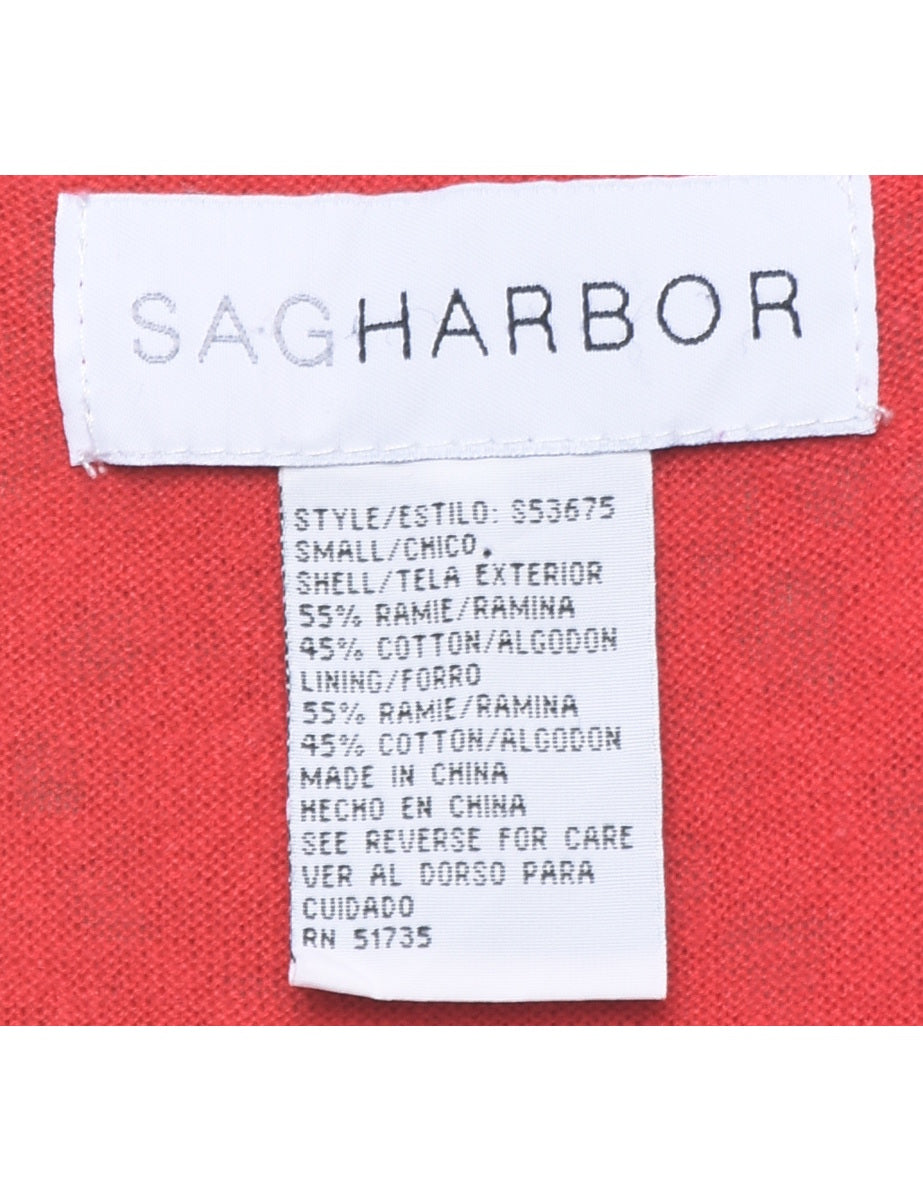 SAGHARBOR
STYLE/ESTILO: S53675
SMALL/CHICO.
SHELL/TELA EXTERIOR
55% RAMIE/RAMINA
45% COTTON/ALGODON
LINING/FORRO
55% RAMIE/RAMINA
45% COTTON/ALGODON
MADE IN CHINA
HECHO EN CHINA
SEE REVERSE FOR CARE
VER AL DORSO PARA
CUIDADO
RN 51735